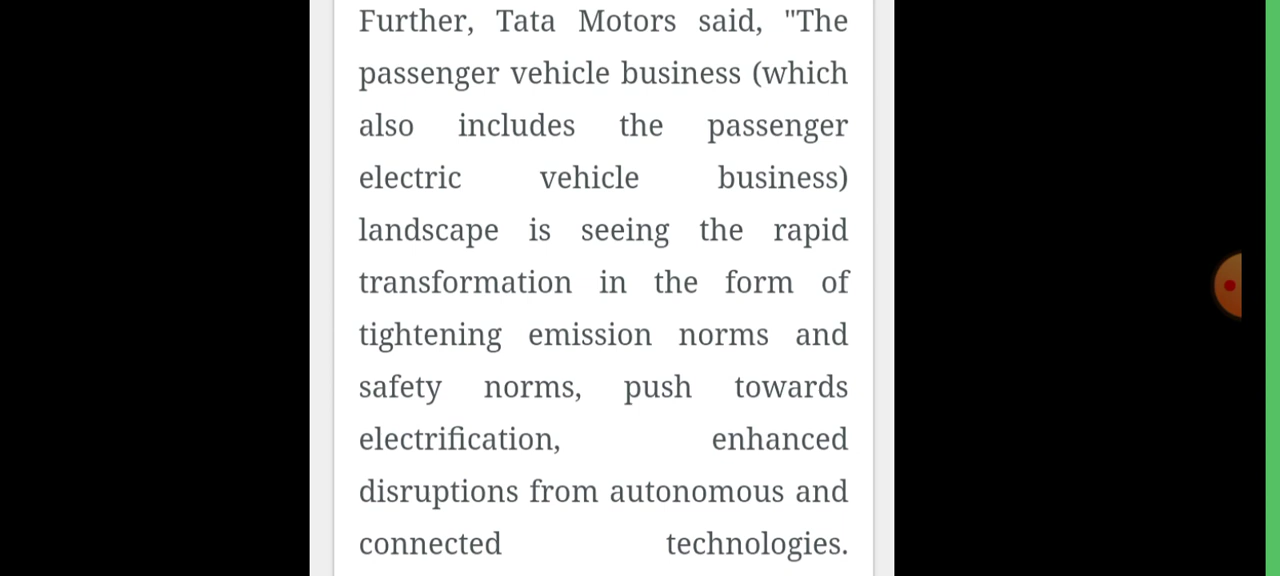 Further, Tata Motors said, "The
passenger vehicle business (which
also includes the passenger
electric vehicle business)
landscape is seeing the rapid
transformation in the form of
tightening emission norms and
safety norms, push towards
electrification, enhanced
disruptions from autonomous and
connected technologies.